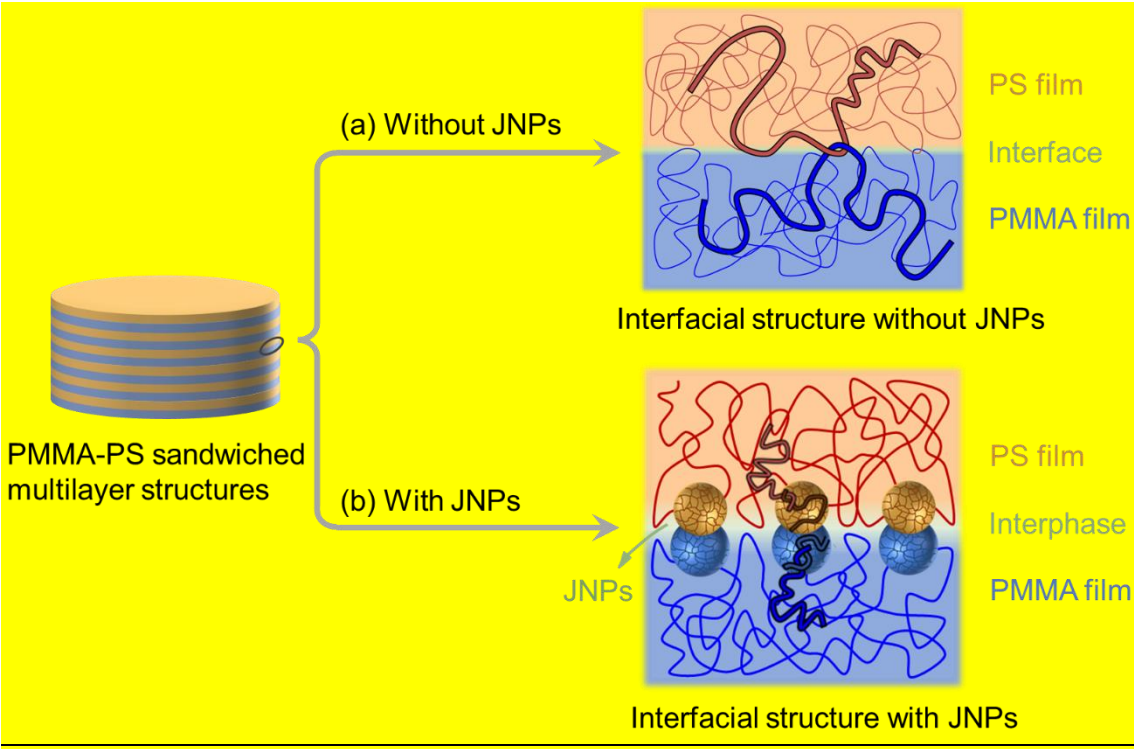 (a) Without JNPs
PS film
Interface
PMMA film
Interfacial structure without JNPs
PMMA-PS sandwiched
multilayer structures
(b) With JNPs
JNPs
PS film
Interphase
PMMA film
Interfacial structure with JNPs